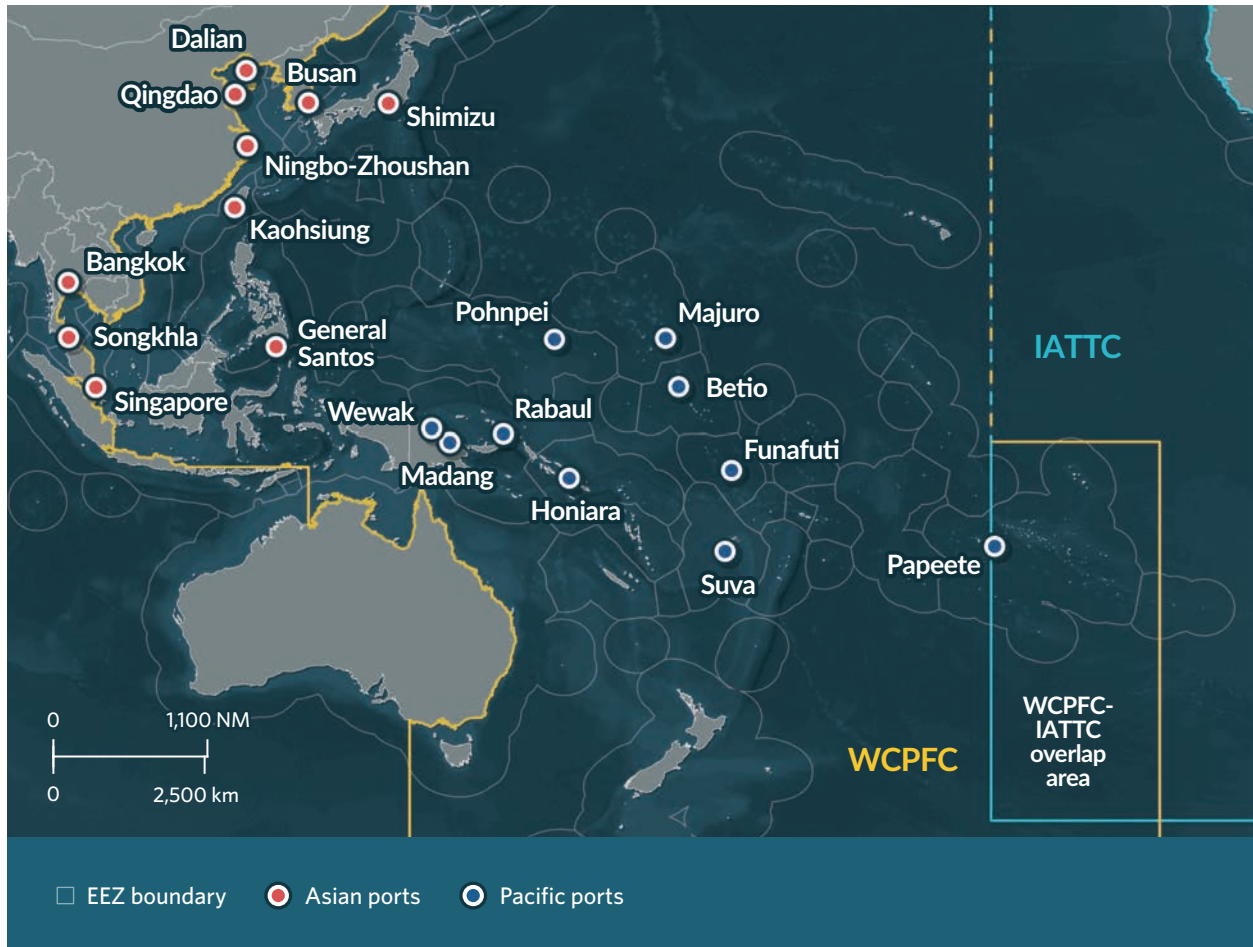 Dalian
Busan
Qingdao
Shimizu
Ningbo-Zhoushan
Kaohsiung
Bangkok
Pohnpei
Majuro
Songkhla
General
Santos
IATTC
Singapore
Betio
Wewak
Rabaul
Funafuti
Madang
Honiara
Papeete
Suva
0
1,100 NM
0
2,500 km
WCPFC
WCPFC-
IATTC
overlap
area
EEZ boundary
Asian ports
Pacific ports